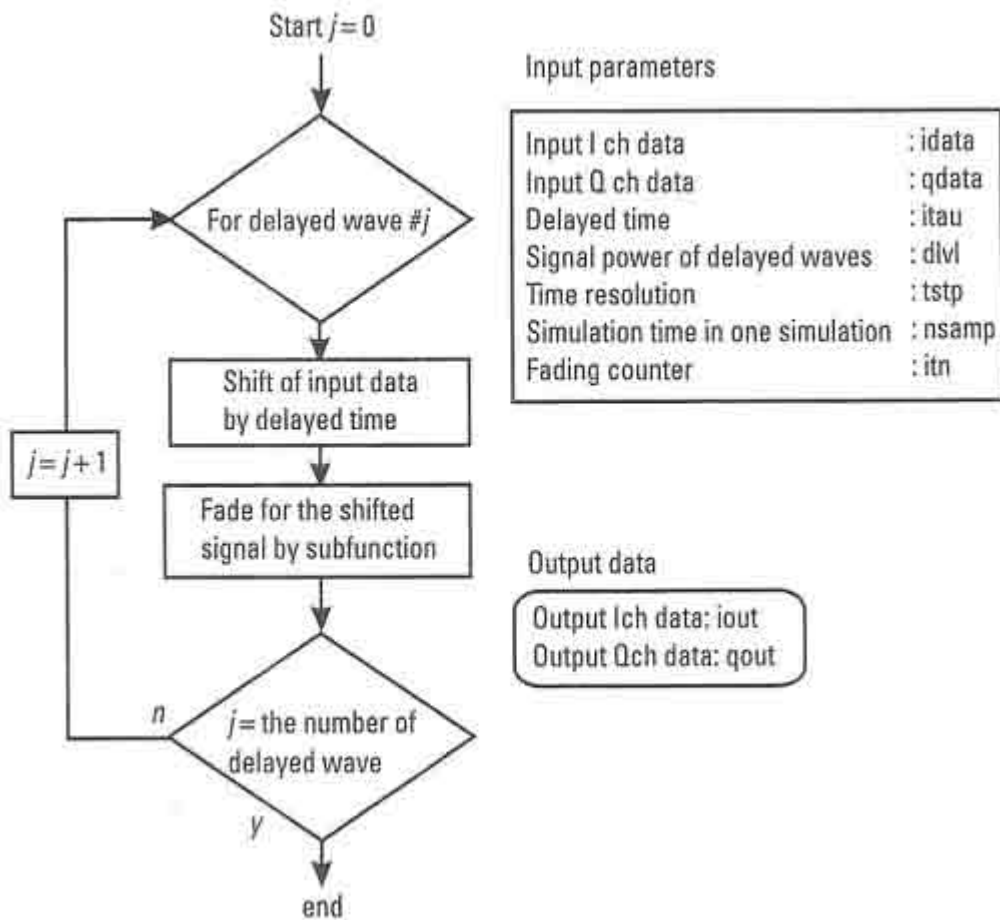 Start j=0
For delayed wave #j
Shift of input data
by delayed time
j=j+1
Fade for the shifted
signal by subfunction
n
j= the number of
delayed wave
y
end
Input parameters
Input I ch data : idata
Input Q ch data : qdata
Delayed time : itau
Signal power of delayed waves : dlvl
Time resolution : tstp
Simulation time in one simulation : nsamp
Fading counter : itn
Output data
Output Ich data: iout
Output Qch data: qout